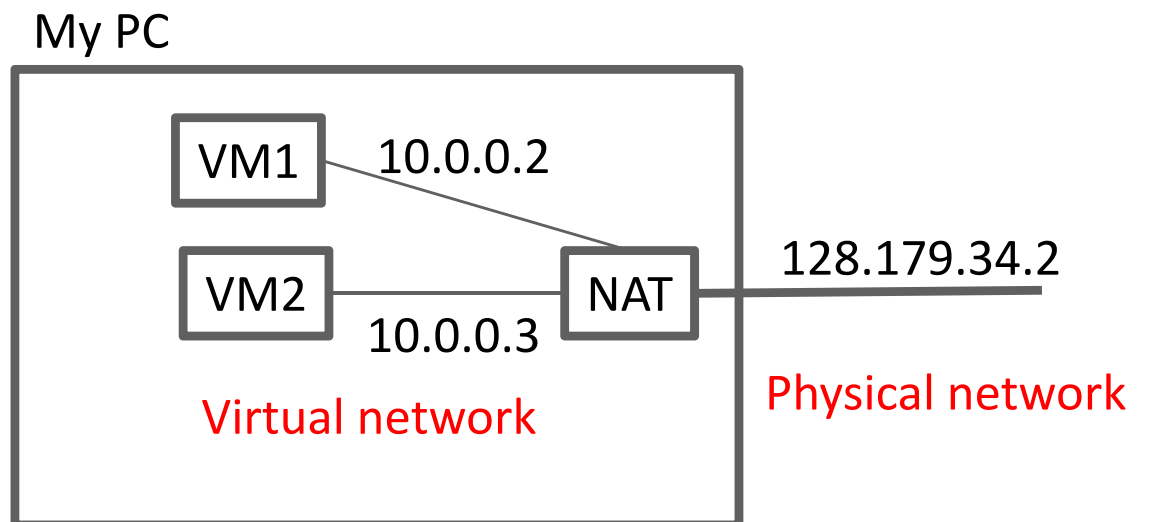 My PC
VM1
10.0.0.2
VM2
NAT
128.179.34.2
10.0.0.3
Virtual network
Physical network